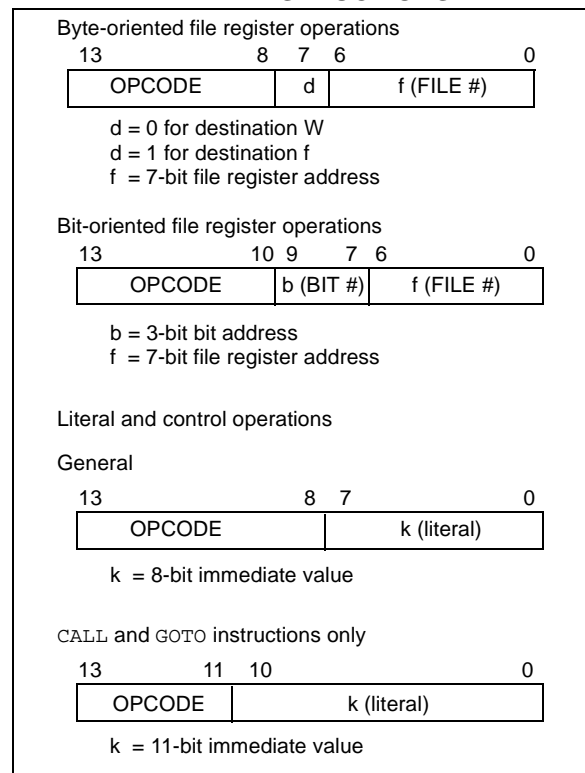 Byte-oriented file register operations
13 8 7 6 0
OPCODE d f (FILE #)
d = 0 for destination W
d = 1 for destination f
f = 7-bit file register address
Bit-oriented file register operations
13 10 9 7 6 0
OPCODE b (BIT #) f (FILE #)
b = 3-bit bit address
f = 7-bit file register address
Literal and control operations
General
13 8 7 0
OPCODE k (literal)
k = 8-bit immediate value
CALL and GOTO instructions only
13 11 10 0
OPCODE k (literal)
k = 11-bit immediate value